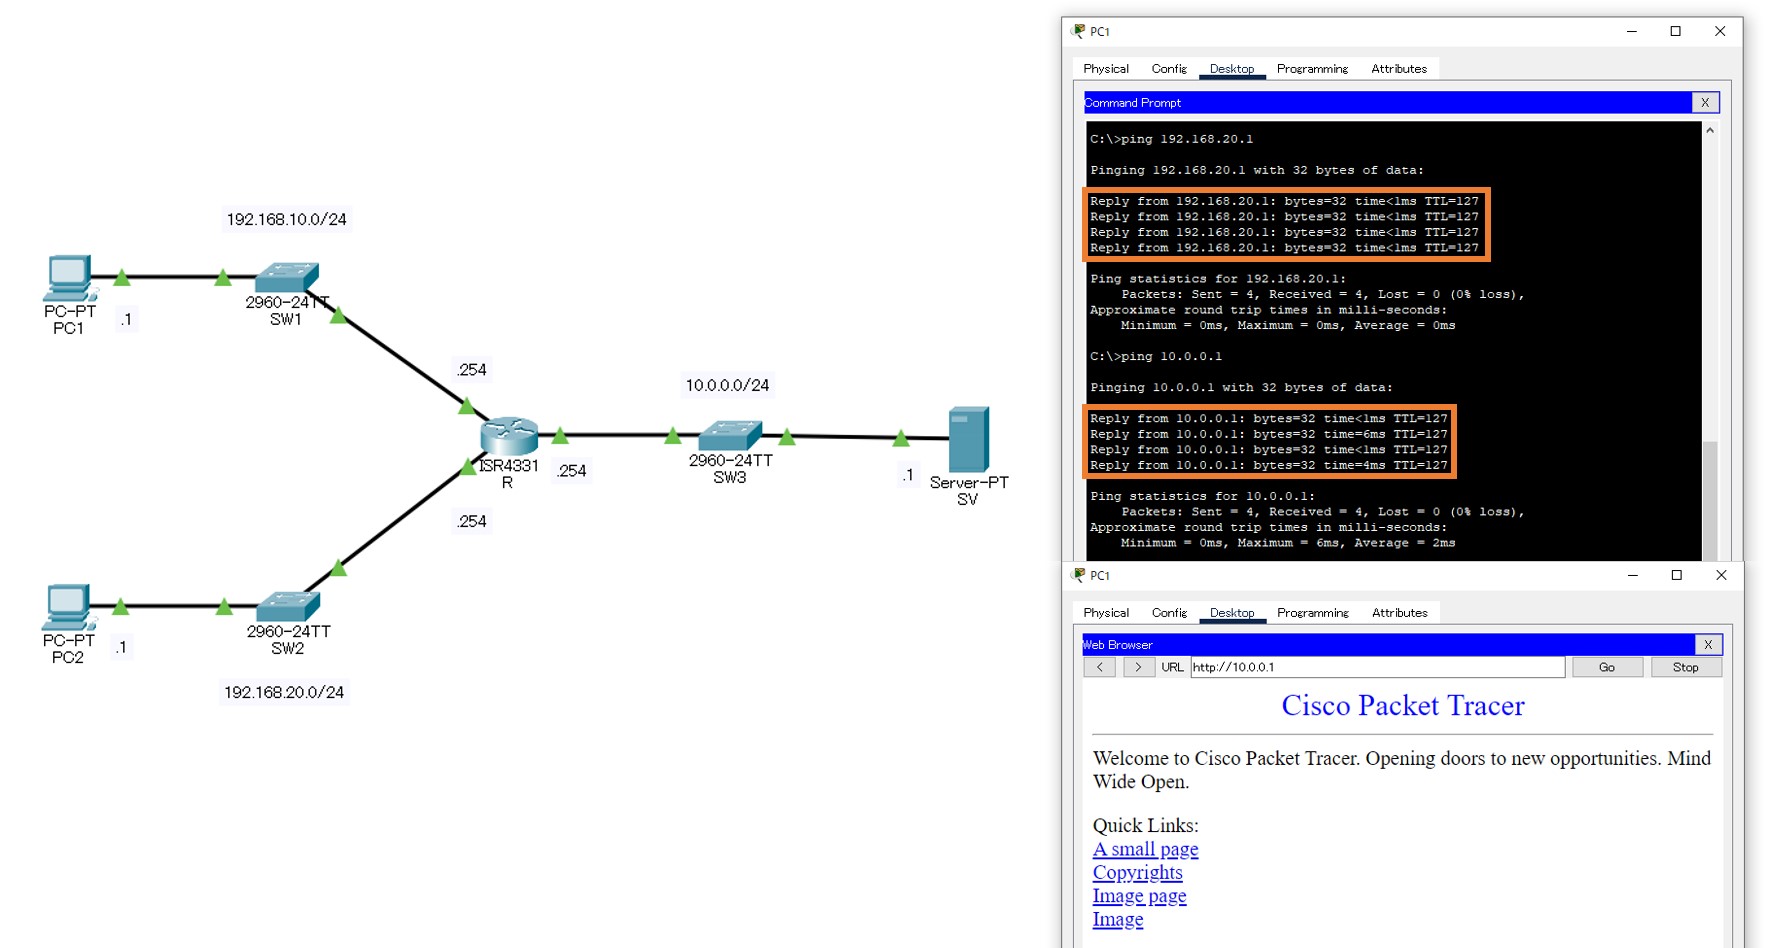 192.168.10.0/24
PC-PT
PC1
.1
2960-24TT
SW1
.254
10.0.0.0/24
ISR4331
R
.254
2960-24TT
SW3
.1
Server-PT
SV
.254
PC-PT
PC2
.1
2960-24TT
SW2
192.168.20.0/24
PC1
Physical Config Desktop Programming Attributes
Command Prompt X
C:\>ping 192.168.20.1
Pinging 192.168.20.1 with 32 bytes of data:
Reply from 192.168.20.1: bytes=32 time<1ms TTL=127
Reply from 192.168.20.1: bytes=32 time<1ms TTL=127
Reply from 192.168.20.1: bytes=32 time<1ms TTL=127
Reply from 192.168.20.1: bytes=32 time<1ms TTL=127
Ping statistics for 192.168.20.1:
Packets: Sent = 4, Received = 4, Lost = 0 (0% loss),
Approximate round trip times in milli-seconds:
Minimum = 0ms, Maximum = 0ms, Average = 0ms
C:\>ping 10.0.0.1
Pinging 10.0.0.1 with 32 bytes of data:
Reply from 10.0.0.1: bytes=32 time<1ms TTL=127
Reply from 10.0.0.1: bytes=32 time=6ms TTL=127
Reply from 10.0.0.1: bytes=32 time<1ms TTL=127
Reply from 10.0.0.1: bytes=32 time=4ms TTL=127
Ping statistics for 10.0.0.1:
Packets: Sent = 4, Received = 4, Lost = 0 (0% loss),
Approximate round trip times in milli-seconds:
Minimum = 0ms, Maximum = 6ms, Average = 2ms
PC1
Physical Config Desktop Programming Attributes
Web Browser X
< > URL http://10.0.0.1 Go Stop
Cisco Packet Tracer
Welcome to Cisco Packet Tracer. Opening doors to new opportunities. Mind
Wide Open.
Quick Links:
A small page
Copyrights
Image page
Image